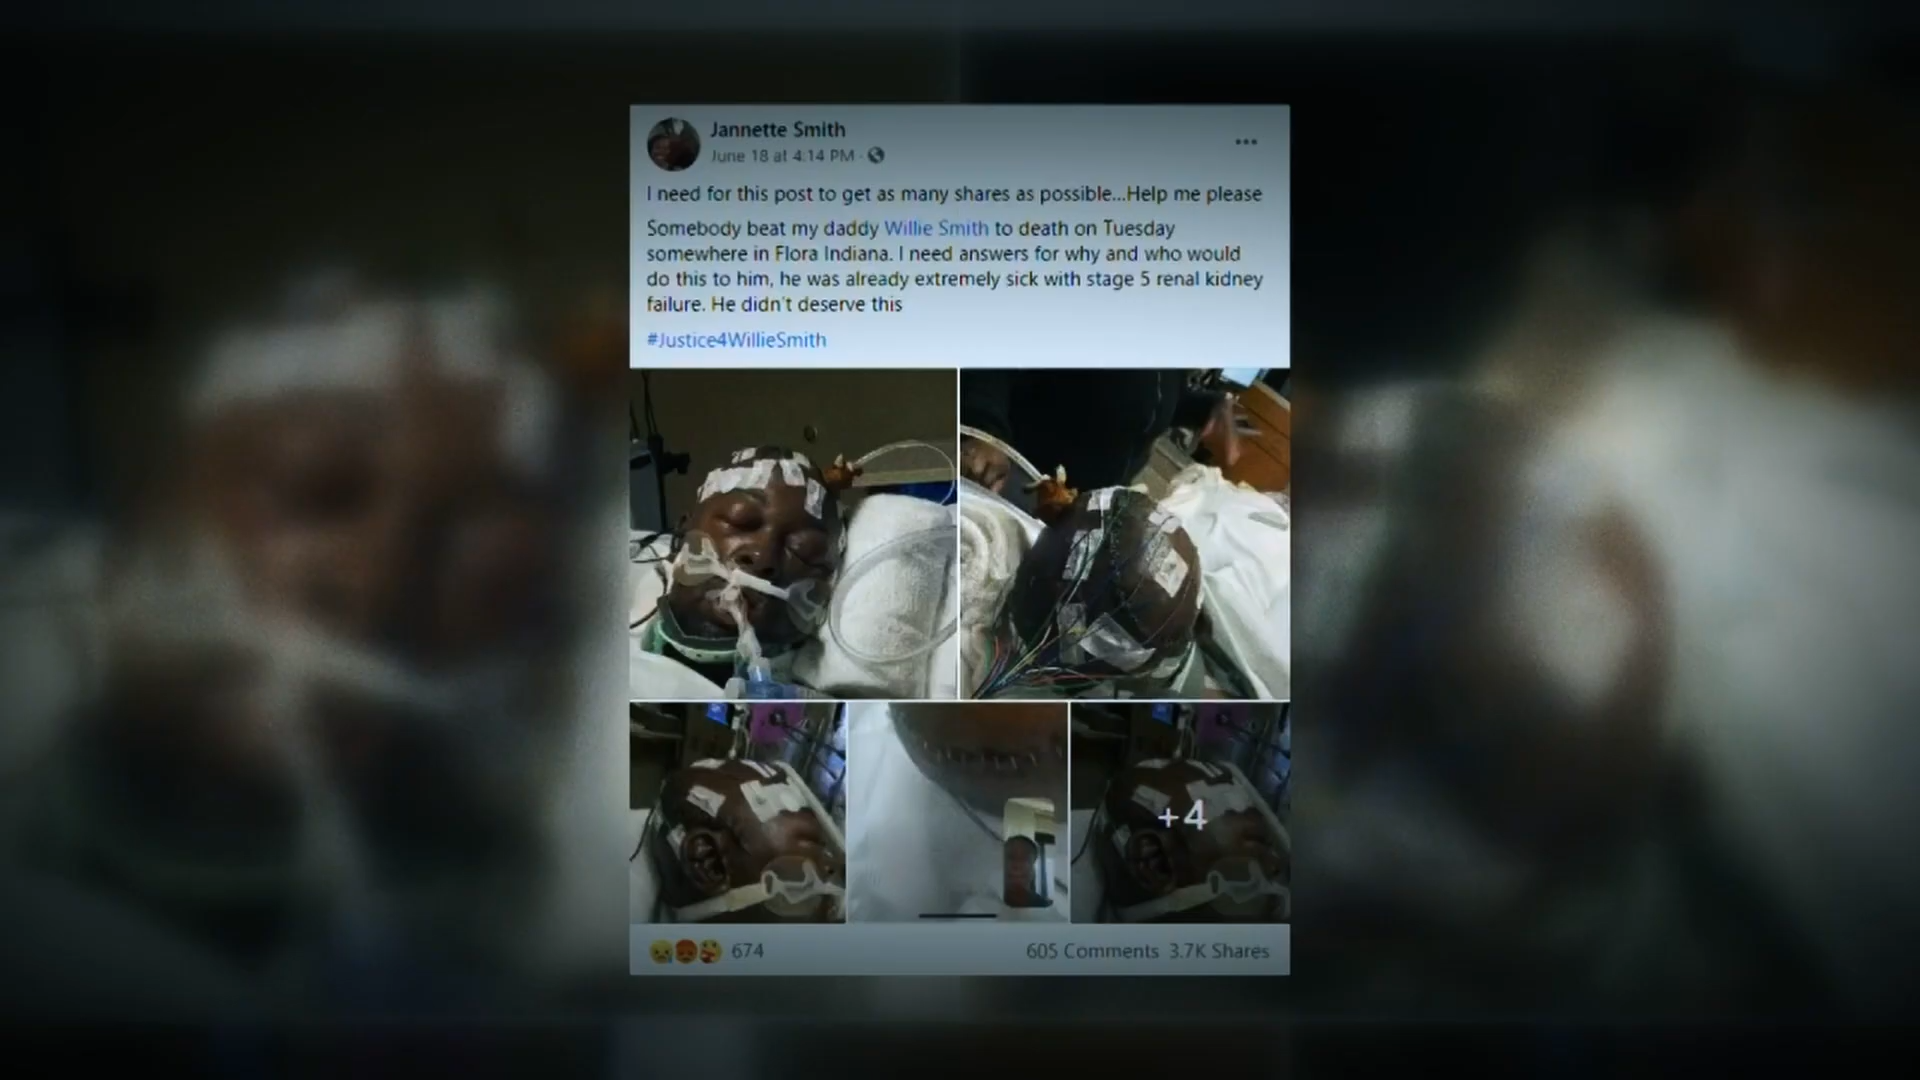 Jannette Smith
June 18 at 4:14 PM ·
I need for this post to get as many shares as possible...Help me please
Somebody beat my daddy Willie Smith to death on Tuesday
somewhere in Flora Indiana. I need answers for why and who would
do this to him, he was already extremely sick with stage 5 renal kidney
failure. He didn't deserve this
#Justice4WillieSmith
+4
674
605 Comments 3.7K Shares